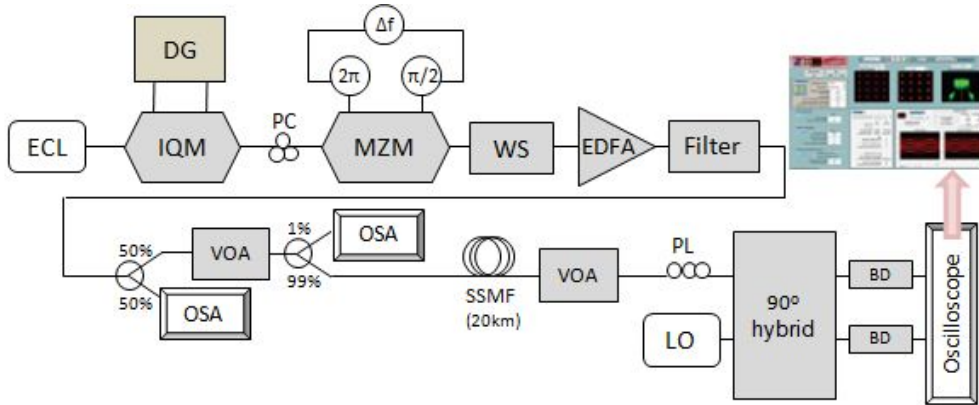 Δf
DG
2π
π/2
PC
ECL
IQM
MZM
WS
EDFA
Filter
1%
OSA
50%
VOA
PL
50%
99%
OSA
SSMF
(20km)
VOA
BD
90º
hybrid
LO
BD
Oscilloscope